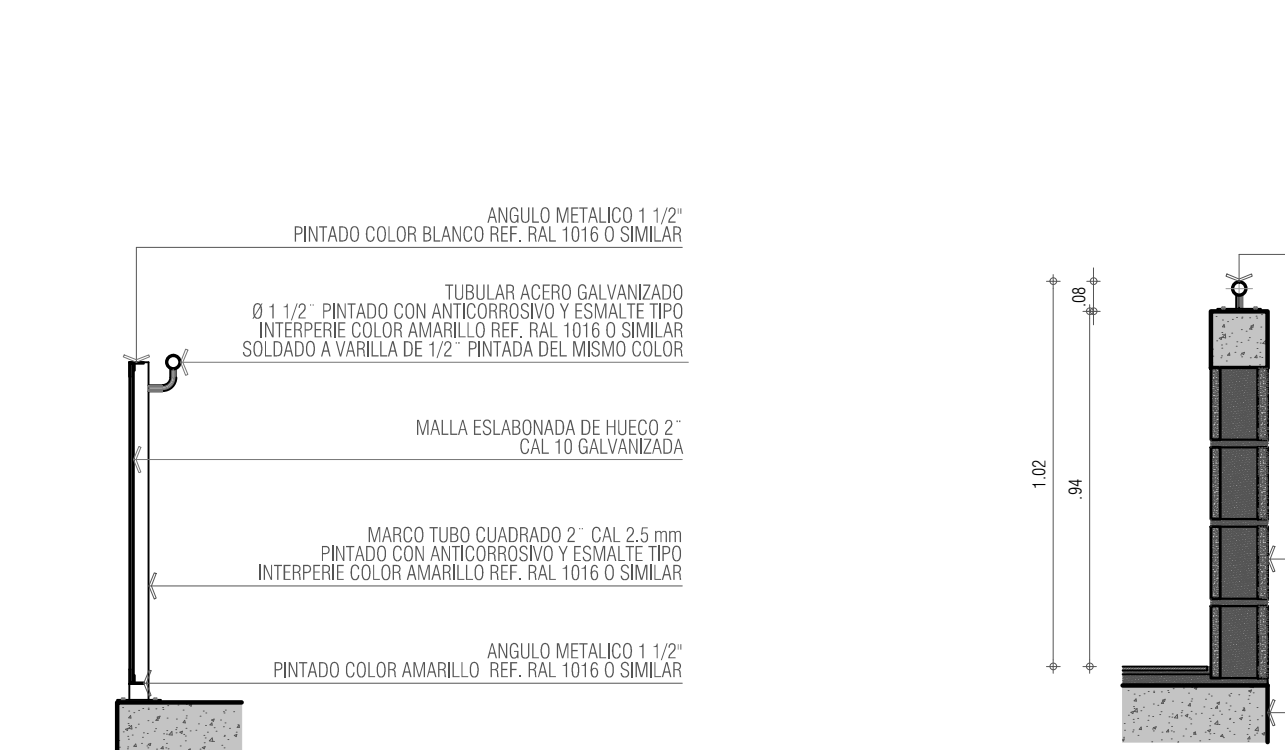 ANGULO METALICO 1 1/2"
PINTADO COLOR BLANCO REF. RAL 1016 O SIMILAR
TUBULAR ACERO GALVANIZADO
Ø 1 1/2¨ PINTADO CON ANTICORROSIVO Y ESMALTE TIPO
INTERPERIE COLOR AMARILLO REF. RAL 1016 O SIMILAR
SOLDADO A VARILLA DE 1/2¨ PINTADA DEL MISMO COLOR
MALLA ESLABONADA DE HUECO 2¨
CAL 10 GALVANIZADA
MARCO TUBO CUADRADO 2¨ CAL 2.5 mm
PINTADO CON ANTICORROSIVO Y ESMALTE TIPO
INTERPERIE COLOR AMARILLO REF. RAL 1016 O SIMILAR
ANGULO METALICO 1 1/2"
PINTADO COLOR AMARILLO REF. RAL 1016 O SIMILAR
.08
1.02
.94